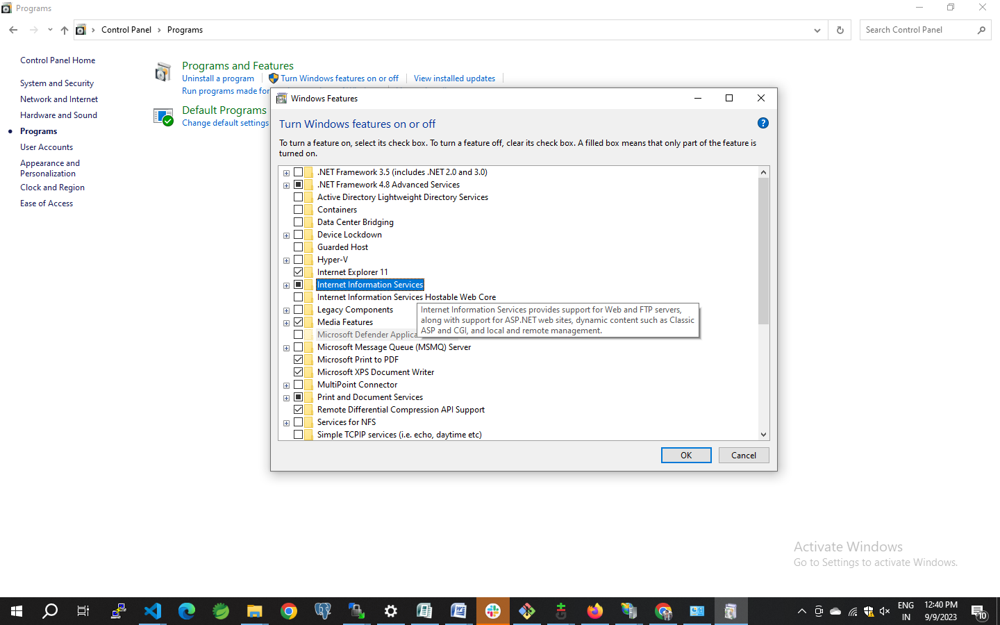 Programs
Control Panel
Programs
Search Control Panel
Control Panel Home
System and Security
Network and Internet
Hardware and Sound
Programs
User Accounts
Appearance and
Personalization
Clock and Region
Ease of Access
Programs and Features
Uninstall a program
Turn Windows features on or off
View installed updates
Run programs made for
Default Programs
Change default settings
Windows Features
Turn Windows features on or off
?
To turn a feature on, select its check box. To turn a feature off, clear its check box. A filled box means that only part of the feature is
turned on.
.NET Framework 3.5 (includes .NET 2.0 and 3.0)
.NET Framework 4.8 Advanced Services
Active Directory Lightweight Directory Services
Containers
Data Center Bridging
Device Lockdown
Guarded Host
Hyper-V
Internet Explorer 11
Internet Information Services
Internet Information Services Hostable Web Core
Legacy Components
Media Features
Microsoft Defender Applica
Microsoft Message Queue (MSMQ) Server
Microsoft Print to PDF
Microsoft XPS Document Writer
MultiPoint Connector
Print and Document Services
Remote Differential Compression API Support
Services for NFS
Simple TCPIP services (i.e. echo, daytime etc)
Internet Information Services provides support for Web and FTP servers,
along with support for ASP.NET web sites, dynamic content such as Classic
ASP and CGI, and local and remote management.
OK
Cancel
Activate Windows
Go to Settings to activate Windows.
ENG
IN
12:40 PM
9/9/2023
10